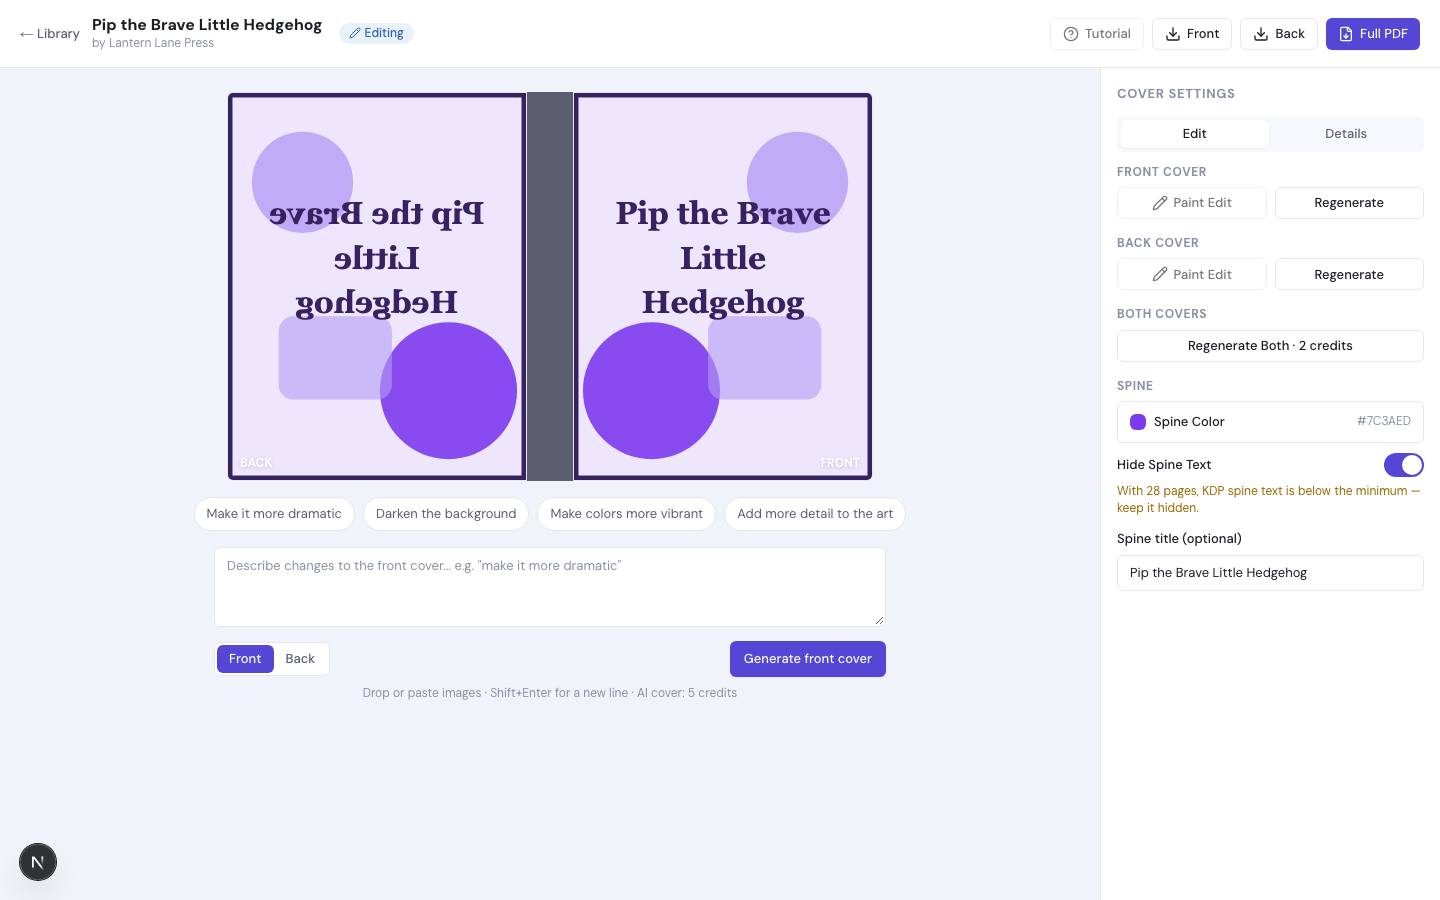 ← Library
Pip the Brave Little Hedgehog
by Lantern Lane Press
Editing
Tutorial
Front
Back
Full PDF
Pip the Brave
Little
Hedgehog
BACK
Pip the Brave
Little
Hedgehog
FRONT
Make it more dramatic
Darken the background
Make colors more vibrant
Add more detail to the art
Describe changes to the front cover... e.g. "make it more dramatic"
Front
Back
Generate front cover
Drop or paste images · Shift+Enter for a new line · AI cover: 5 credits
COVER SETTINGS
Edit
Details
FRONT COVER
Paint Edit
Regenerate
BACK COVER
Paint Edit
Regenerate
BOTH COVERS
Regenerate Both · 2 credits
SPINE
Spine Color
#7C3AED
Hide Spine Text
With 28 pages, KDP spine text is below the minimum —
keep it hidden.
Spine title (optional)
Pip the Brave Little Hedgehog
N